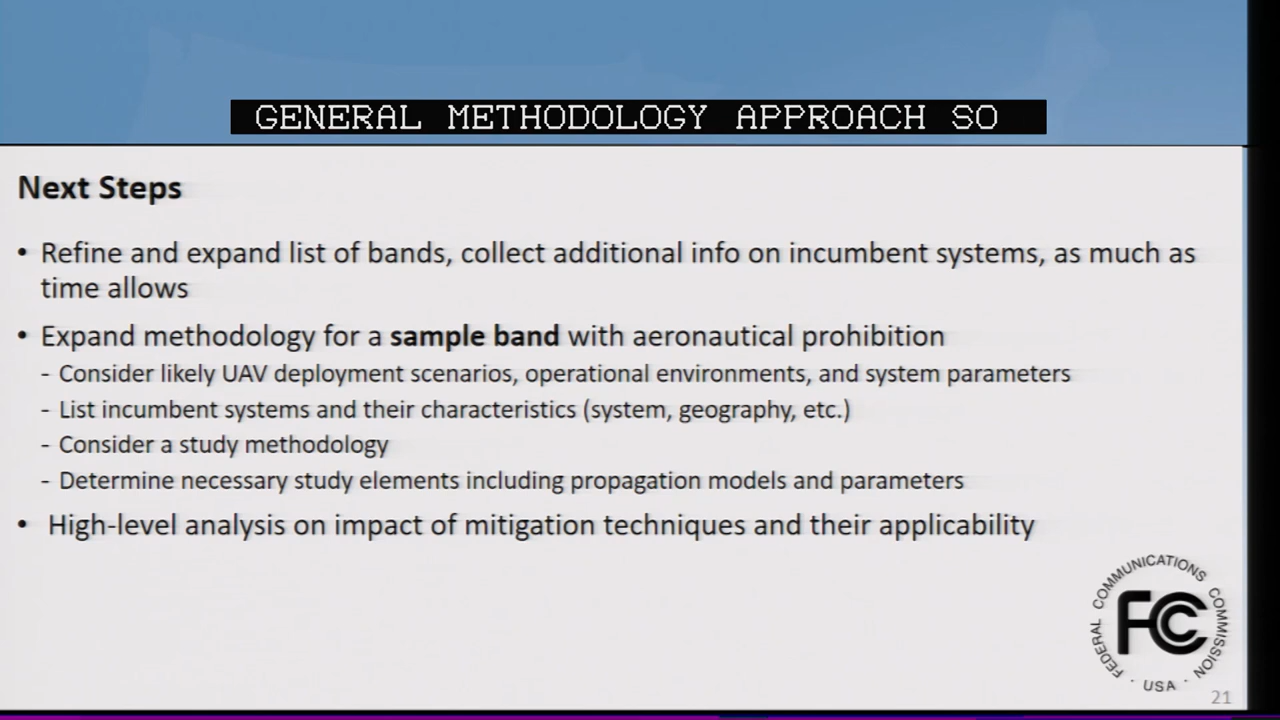 GENERAL METHODOLOGY APPROACH SO
Next Steps
• Refine and expand list of bands, collect additional info on incumbent systems, as much as
time allows
• Expand methodology for a sample band with aeronautical prohibition
- Consider likely UAV deployment scenarios, operational environments, and system parameters
- List incumbent systems and their characteristics (system, geography, etc.)
- Consider a study methodology
- Determine necessary study elements including propagation models and parameters
• High-level analysis on impact of mitigation techniques and their applicability
FEDERAL COMMUNICATIONS COMMISSION · USA ·
FCC
21